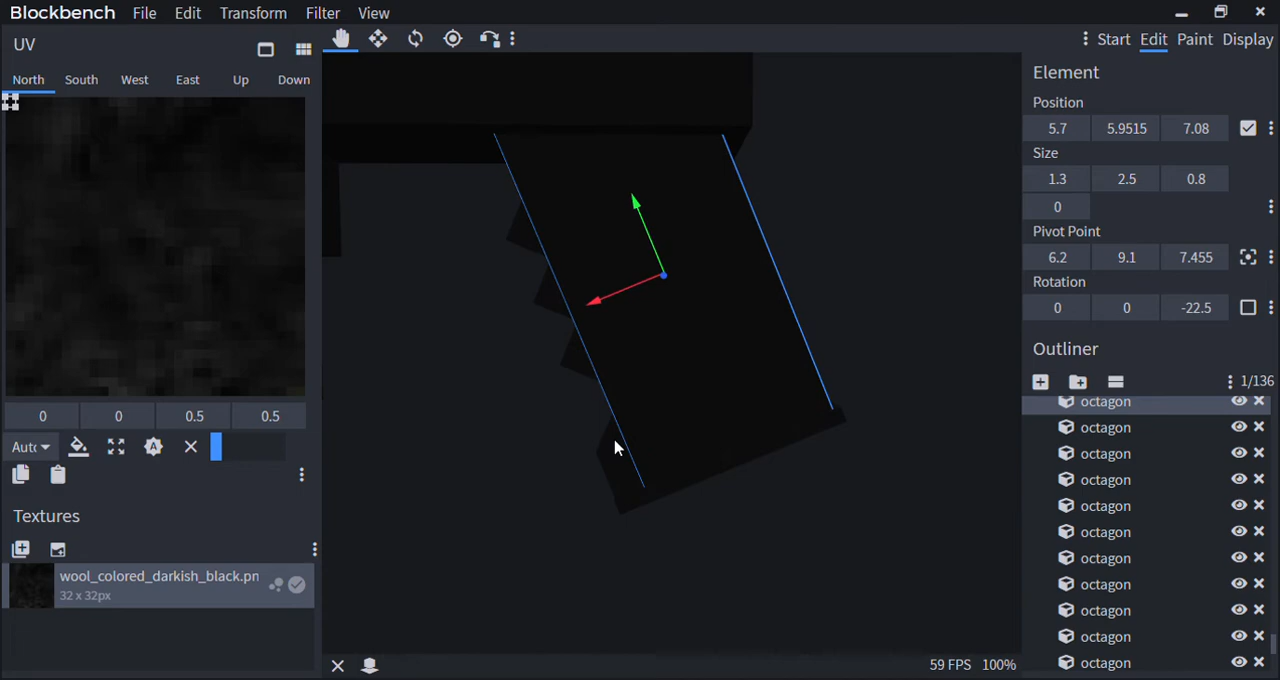 Blockbench File Edit Transform Filter View
UV
North South West East Up Down
0 0 0.5 0.5
Auto
Textures
wool_colored_darkish_black.pn
32 x 32px
Start Edit Paint Display
Element
Position
5.7 5.9515 7.08
Size
1.3 2.5 0.8
0
Pivot Point
6.2 9.1 7.455
Rotation
0 0 -22.5
Outliner
1/136
octagon
octagon
octagon
octagon
octagon
octagon
octagon
octagon
octagon
octagon
octagon
59 FPS 100%